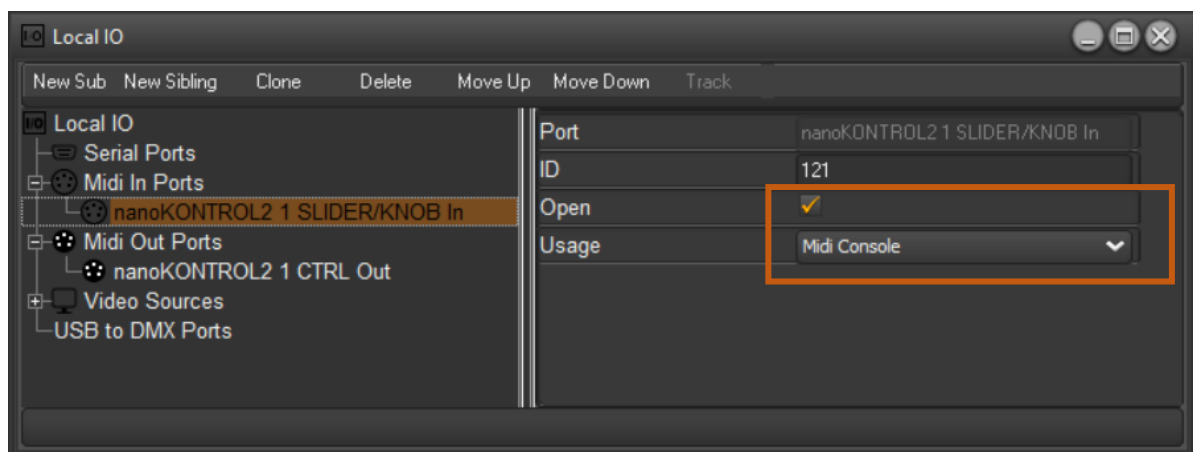 Local IO
New Sub New Sibling Clone Delete Move Up Move Down Track
Local IO
Serial Ports
Midi In Ports
nanoKONTROL2 1 SLIDER/KNOB In
Midi Out Ports
nanoKONTROL2 1 CTRL Out
Video Sources
USB to DMX Ports
Port nanoKONTROL2 1 SLIDER/KNOB In
ID 121
Open
Usage Midi Console